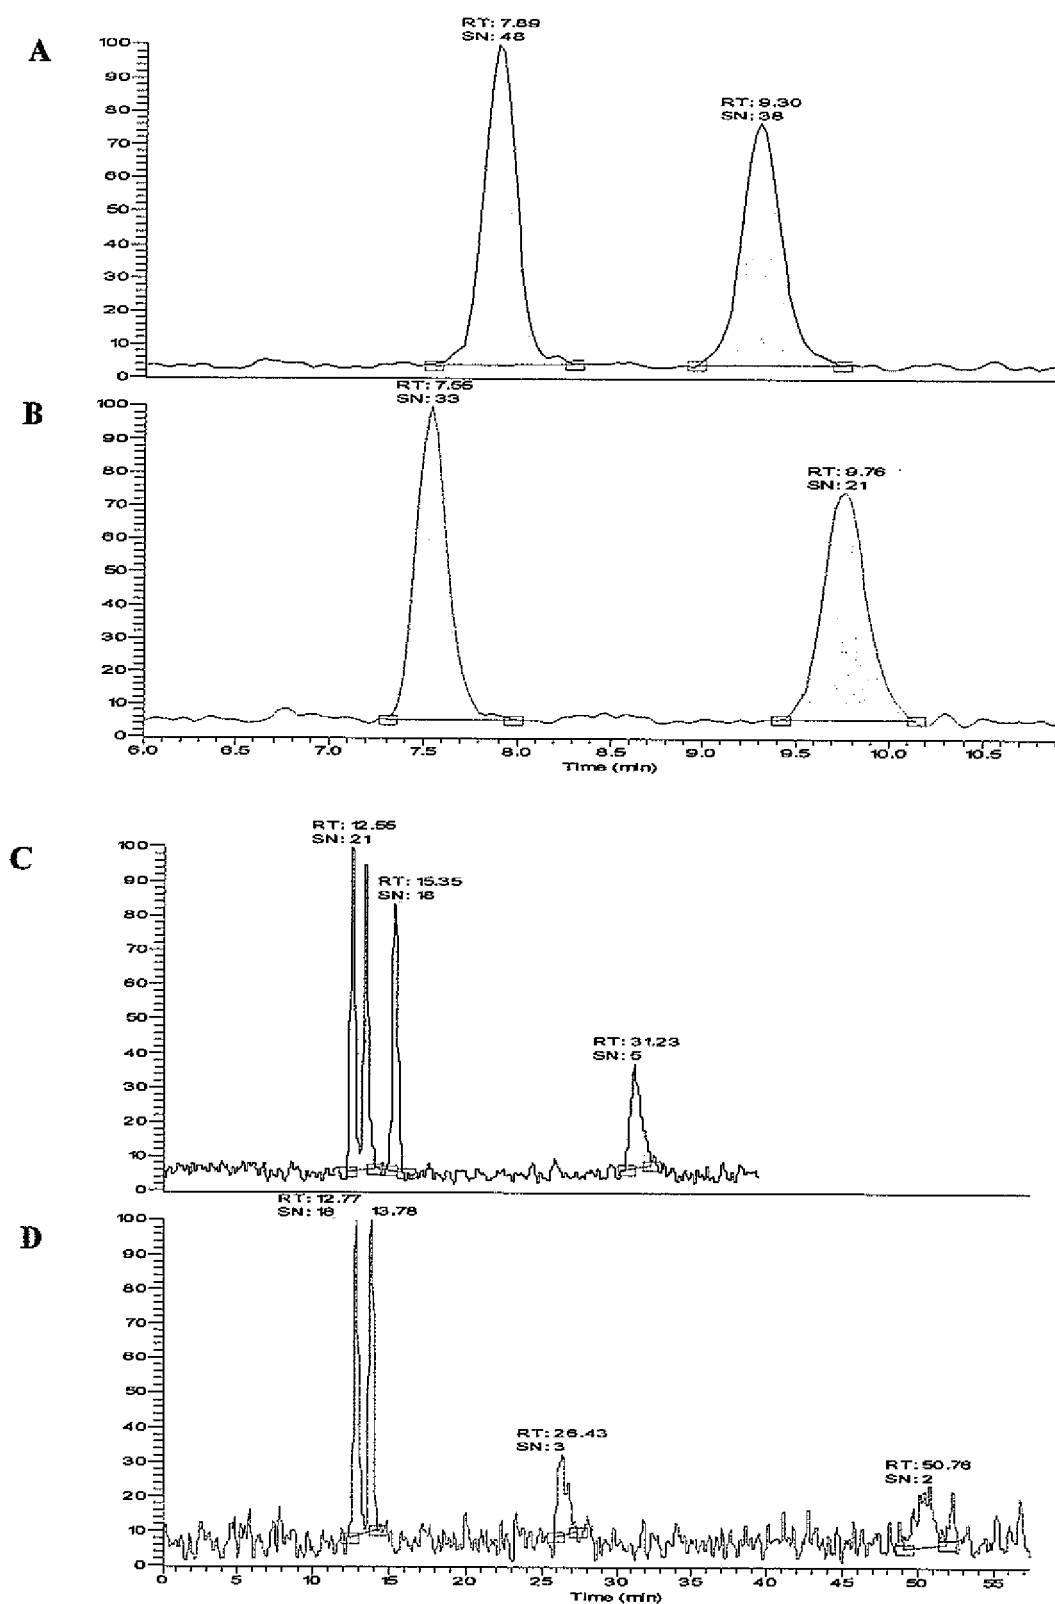 RT: 7.89
SN: 48
A
100
90
80
70
60
50
40
30
20
10
0
RT: 9.30
SN: 38
RT: 7.55
SN: 33
B
100
90
80
70
60
50
40
30
20
10
0
RT: 9.76
SN: 21
6.0 6.5 7.0 7.5 8.0 8.5 9.0 9.5 10.0 10.5
Time (min)
RT: 12.55
SN: 21
C
100
90
80
70
60
50
40
30
20
10
0
RT: 15.35
SN: 18
RT: 31.23
SN: 5
RT: 12.77
SN: 18 13.78
D
100
90
80
70
60
50
40
30
20
10
0
RT: 26.43
SN: 3
RT: 50.78
SN: 2
0 5 10 15 20 25 30 35 40 45 50 55
Time (min)